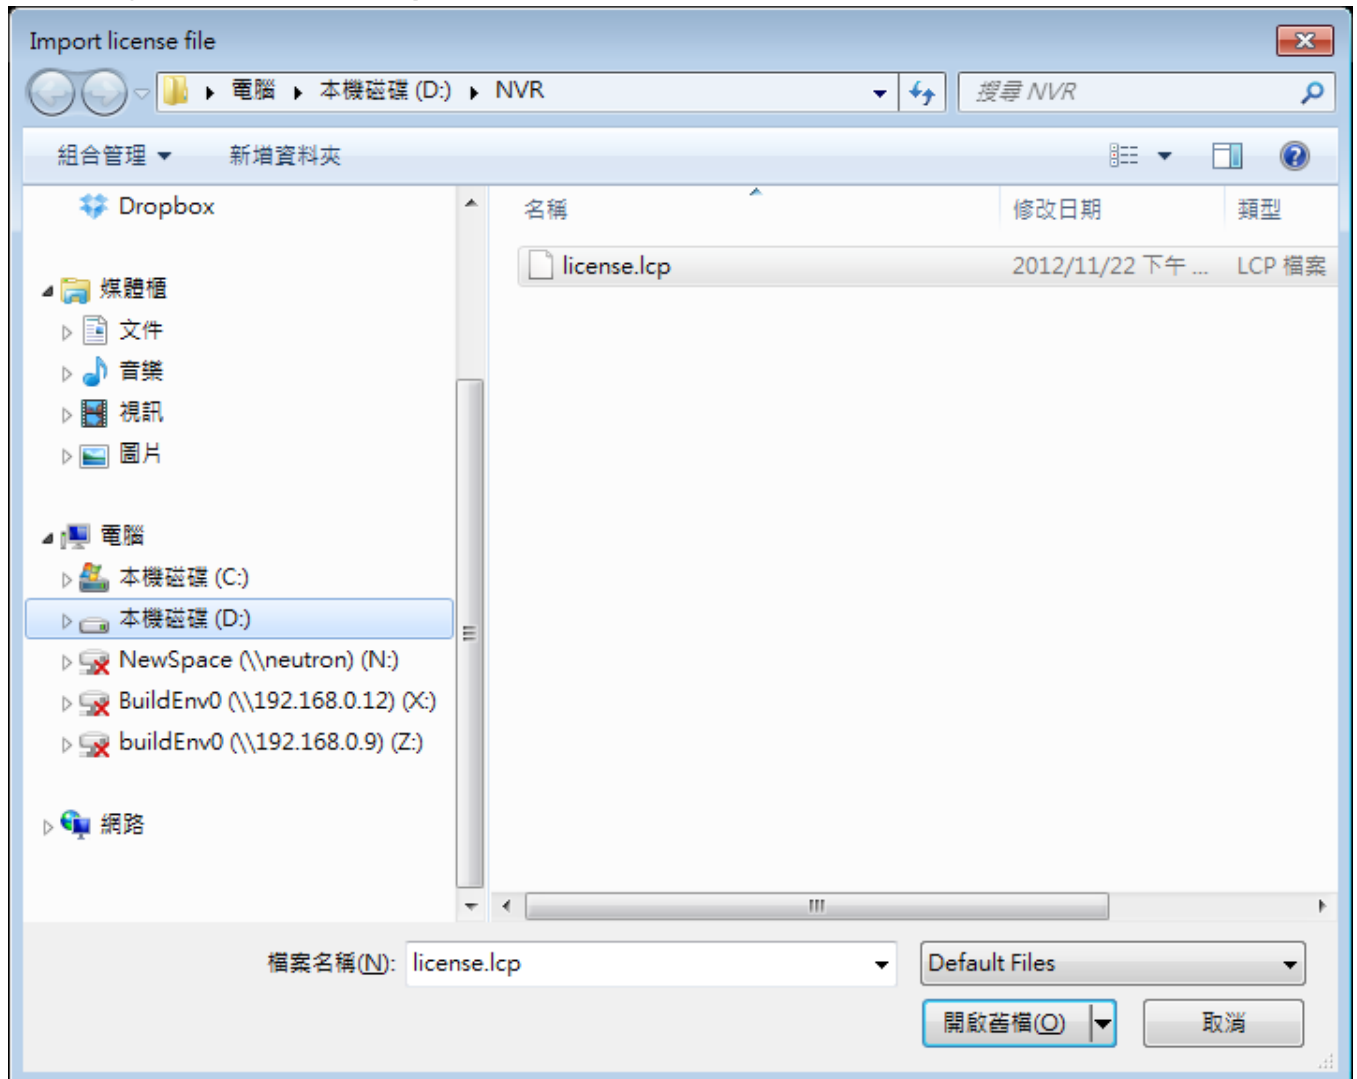 Import license file
電腦 ▸ 本機磁碟 (D:) ▸ NVR
搜尋 NVR
組合管理 新增資料夾
Dropbox
名稱 修改日期 類型
license.lcp 2012/11/22 下午 ... LCP 檔案
媒體櫃
文件
音樂
視訊
圖片
電腦
本機磁碟 (C:)
本機磁碟 (D:)
NewSpace (\\neutron) (N:)
BuildEnv0 (\\192.168.0.12) (X:)
buildEnv0 (\\192.168.0.9) (Z:)
網路
檔案名稱(N): license.lcp Default Files
開啟舊檔(O) 取消